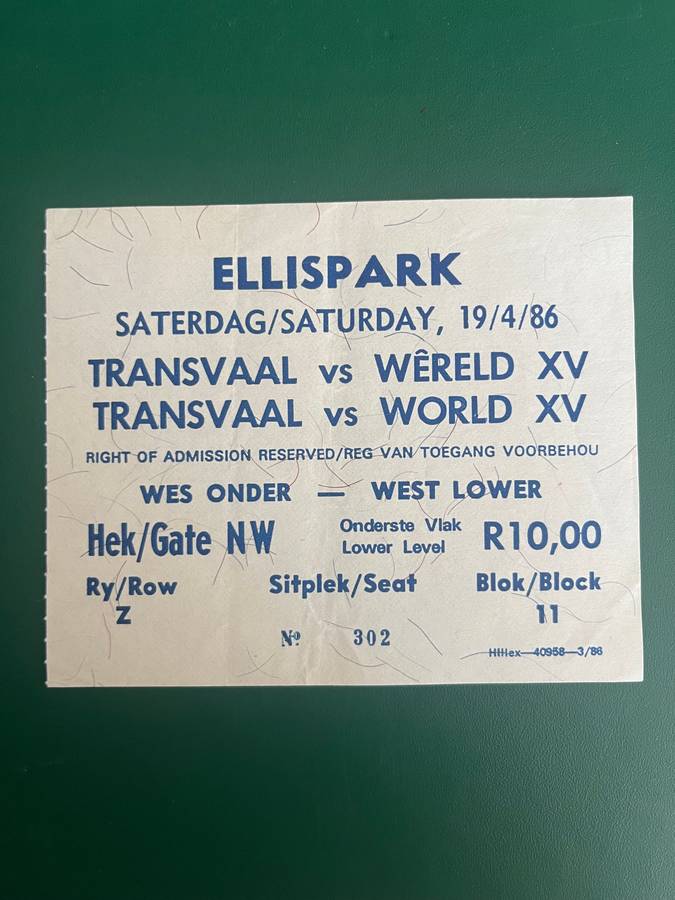 ELLISPARK
SATERDAG/SATURDAY, 19/4/86
TRANSVAAL vs WÊRELD XV
TRANSVAAL vs WORLD XV
RIGHT OF ADMISSION RESERVED/REG VAN TOEGANG VOORBEHOU
WES ONDER — WEST LOWER
Hek/Gate NW Onderste Vlak Lower Level R10,00
Ry/Row Sitplek/Seat Blok/Block
Z 11
Nº 302
Hillex—40958—3/86